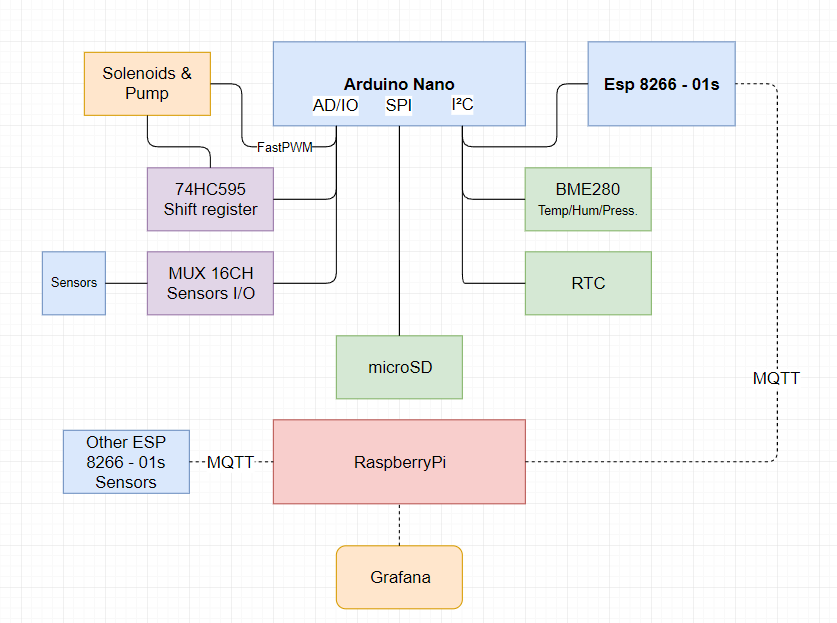 Solenoids &
Pump
Arduino Nano
AD/IO SPI I²C
Esp 8266 - 01s
FastPWM
74HC595
Shift register
BME280
Temp/Hum/Press.
Sensors
MUX 16CH
Sensors I/O
RTC
microSD
MQTT
Other ESP
8266 - 01s
Sensors
MQTT
RaspberryPi
Grafana